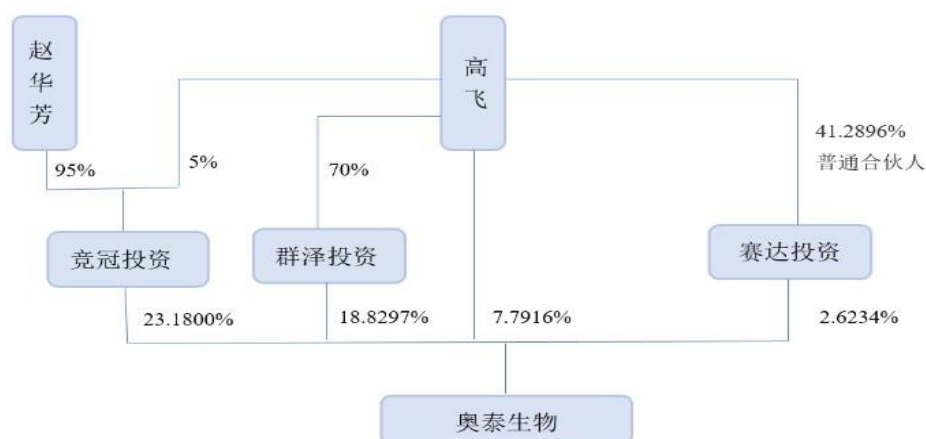 赵华芳
高飞
41.2896%
普通合伙人
95%
5%
70%
竞冠投资
群泽投资
赛达投资
23.1800%
18.8297%
7.7916%
2.6234%
奥泰生物